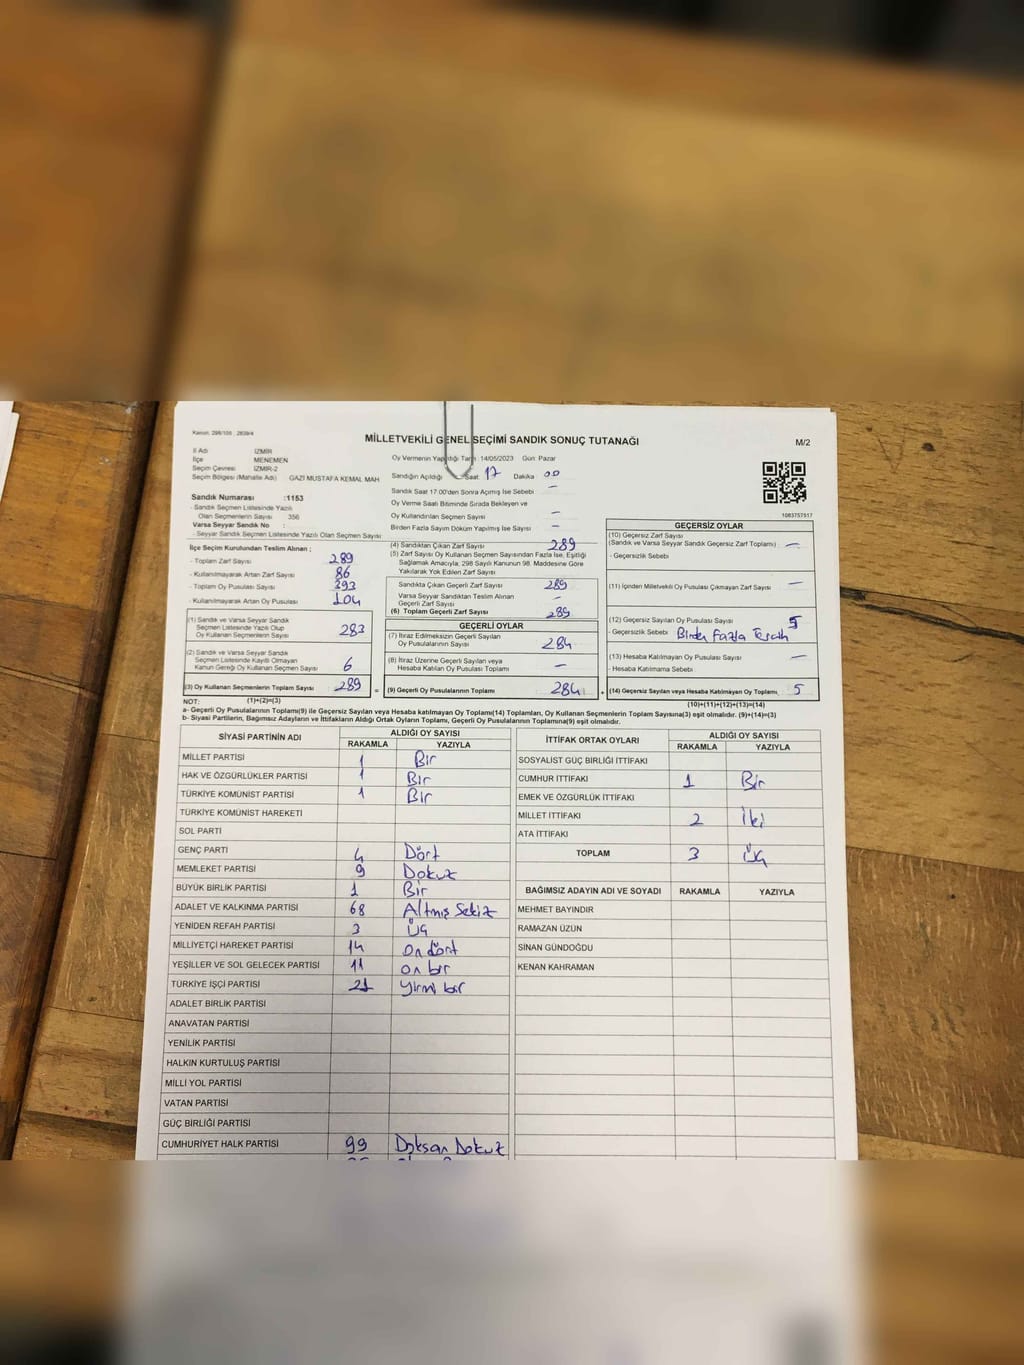 Kanun: 298/105 , 2839/4
MİLLETVEKİLİ GENEL SEÇİMİ SANDIK SONUÇ TUTANAĞI
M/2
İl Adı İZMİR
İlçe MENEMEN
Seçim Çevresi İZMİR-2
Seçim Bölgesi (Mahalle Adı) GAZİ MUSTAFA KEMAL MAH
Sandık Numarası :1153
- Sandık Seçmen Listesinde Yazılı
Olan Seçmenlerin Sayısı 356
Varsa Seyyar Sandık No :
- Seyyar Sandık Seçmen Listesinde Yazılı Olan Seçmen Sayısı
İlçe Seçim Kurulundan Teslim Alınan ;
- Toplam Zarf Sayısı 289
- Kullanılmayarak Artan Zarf Sayısı 86
- Toplam Oy Pusulası Sayısı 393
- Kullanılmayarak Artan Oy Pusulası 104
(1) Sandık ve Varsa Seyyar Sandık
Seçmen Listesinde Yazılı Olup
Oy Kullanan Seçmenlerin Sayısı 283
(2) Sandık ve Varsa Seyyar Sandık
Seçmen Listesinde Kayıtlı Olmayan
Kanun Gereği Oy Kullanan Seçmen Sayısı 6
(3) Oy Kullanan Seçmenlerin Toplam Sayısı 289 =
(1)+(2)=(3)
Oy Vermenin Yapıldığı Tarih : 14/05/2023 Gün: Pazar
Sandığın Açıldığı Saat 17 Dakika 00
Sandık Saat 17:00'den Sonra Açılmış İse Sebebi —
Oy Verme Saati Bitiminde Sırada Bekleyen ve
Oy Kullandırılan Seçmen Sayısı —
Birden Fazla Sayım Döküm Yapılmış İse Sayısı —
(4) Sandıktan Çıkan Zarf Sayısı 289
(5) Zarf Sayısı Oy Kullanan Seçmen Sayısından Fazla İse, Eşitliği
Sağlamak Amacıyla; 298 Sayılı Kanunun 98. Maddesine Göre
Yakılarak Yok Edilen Zarf Sayısı
Sandıkta Çıkan Geçerli Zarf Sayısı 289
Varsa Seyyar Sandıktan Teslim Alınan
Geçerli Zarf Sayısı —
(6) Toplam Geçerli Zarf Sayısı 289
GEÇERLİ OYLAR
(7) İtiraz Edilmeksizin Geçerli Sayılan
Oy Pusulalarının Sayısı 284
(8) İtiraz Üzerine Geçerli Sayılan veya
Hesaba Katılan Oy Pusulası Toplamı —
(9) Geçerli Oy Pusulalarının Toplamı 284 +
1083757517
GEÇERSİZ OYLAR
(10) Geçersiz Zarf Sayısı
(Sandık ve Varsa Seyyar Sandık Geçersiz Zarf Toplamı) —
- Geçersizlik Sebebi
(11) İçinden Milletvekili Oy Pusulası Çıkmayan Zarf Sayısı —
(12) Geçersiz Sayılan Oy Pusulası Sayısı 5
- Geçersizlik Sebebi Birden Fazla Tercih
(13) Hesaba Katılmayan Oy Pusulası Sayısı —
- Hesaba Katılmama Sebebi
(14) Geçersiz Sayılan veya Hesaba Katılmayan Oy Toplamı, 5
(10)+(11)+(12)+(13)=(14)
NOT:
a- Geçerli Oy Pusulalarının Toplamı(9) ile Geçersiz Sayılan veya Hesaba katılmayan Oy Toplamı(14) Toplamları, Oy Kullanan Seçmenlerin Toplam Sayısına(3) eşit olmalıdır. (9)+(14)=(3)
b- Siyasi Partilerin, Bağımsız Adayların ve İttifakların Aldığı Ortak Oyların Toplamı, Geçerli Oy Pusulalarının Toplamına(9) eşit olmalıdır.
SİYASİ PARTİNİN ADI ALDIĞI OY SAYISI
RAKAMLA YAZIYLA
MİLLET PARTİSİ 1 Bir
HAK VE ÖZGÜRLÜKLER PARTİSİ 1 Bir
TÜRKİYE KOMÜNİST PARTİSİ 1 Bir
TÜRKİYE KOMÜNİST HAREKETİ
SOL PARTİ
GENÇ PARTİ 4 Dört
MEMLEKET PARTİSİ 9 Dokuz
BÜYÜK BİRLİK PARTİSİ 1 Bir
ADALET VE KALKINMA PARTİSİ 68 Altmış Sekiz
YENİDEN REFAH PARTİSİ 3 Üç
MİLLİYETÇİ HAREKET PARTİSİ 14 On dört
YEŞİLLER VE SOL GELECEK PARTİSİ 11 on bir
TÜRKİYE İŞÇİ PARTİSİ 21 Yirmi bir
ADALET BİRLİK PARTİSİ
ANAVATAN PARTİSİ
YENİLİK PARTİSİ
HALKIN KURTULUŞ PARTİSİ
MİLLİ YOL PARTİSİ
VATAN PARTİSİ
GÜÇ BİRLİĞİ PARTİSİ
CUMHURİYET HALK PARTİSİ 99 Doksan Dokuz
İTTİFAK ORTAK OYLARI ALDIĞI OY SAYISI
RAKAMLA YAZIYLA
SOSYALİST GÜÇ BİRLİĞİ İTTİFAKI
CUMHUR İTTİFAKI 1 Bir
EMEK VE ÖZGÜRLÜK İTTİFAKI
MİLLET İTTİFAKI 2 İki
ATA İTTİFAKI
TOPLAM 3 Üç
BAĞIMSIZ ADAYIN ADI VE SOYADI RAKAMLA YAZIYLA
MEHMET BAYINDIR
RAMAZAN ÜZÜN
SİNAN GÜNDOĞDU
KENAN KAHRAMAN